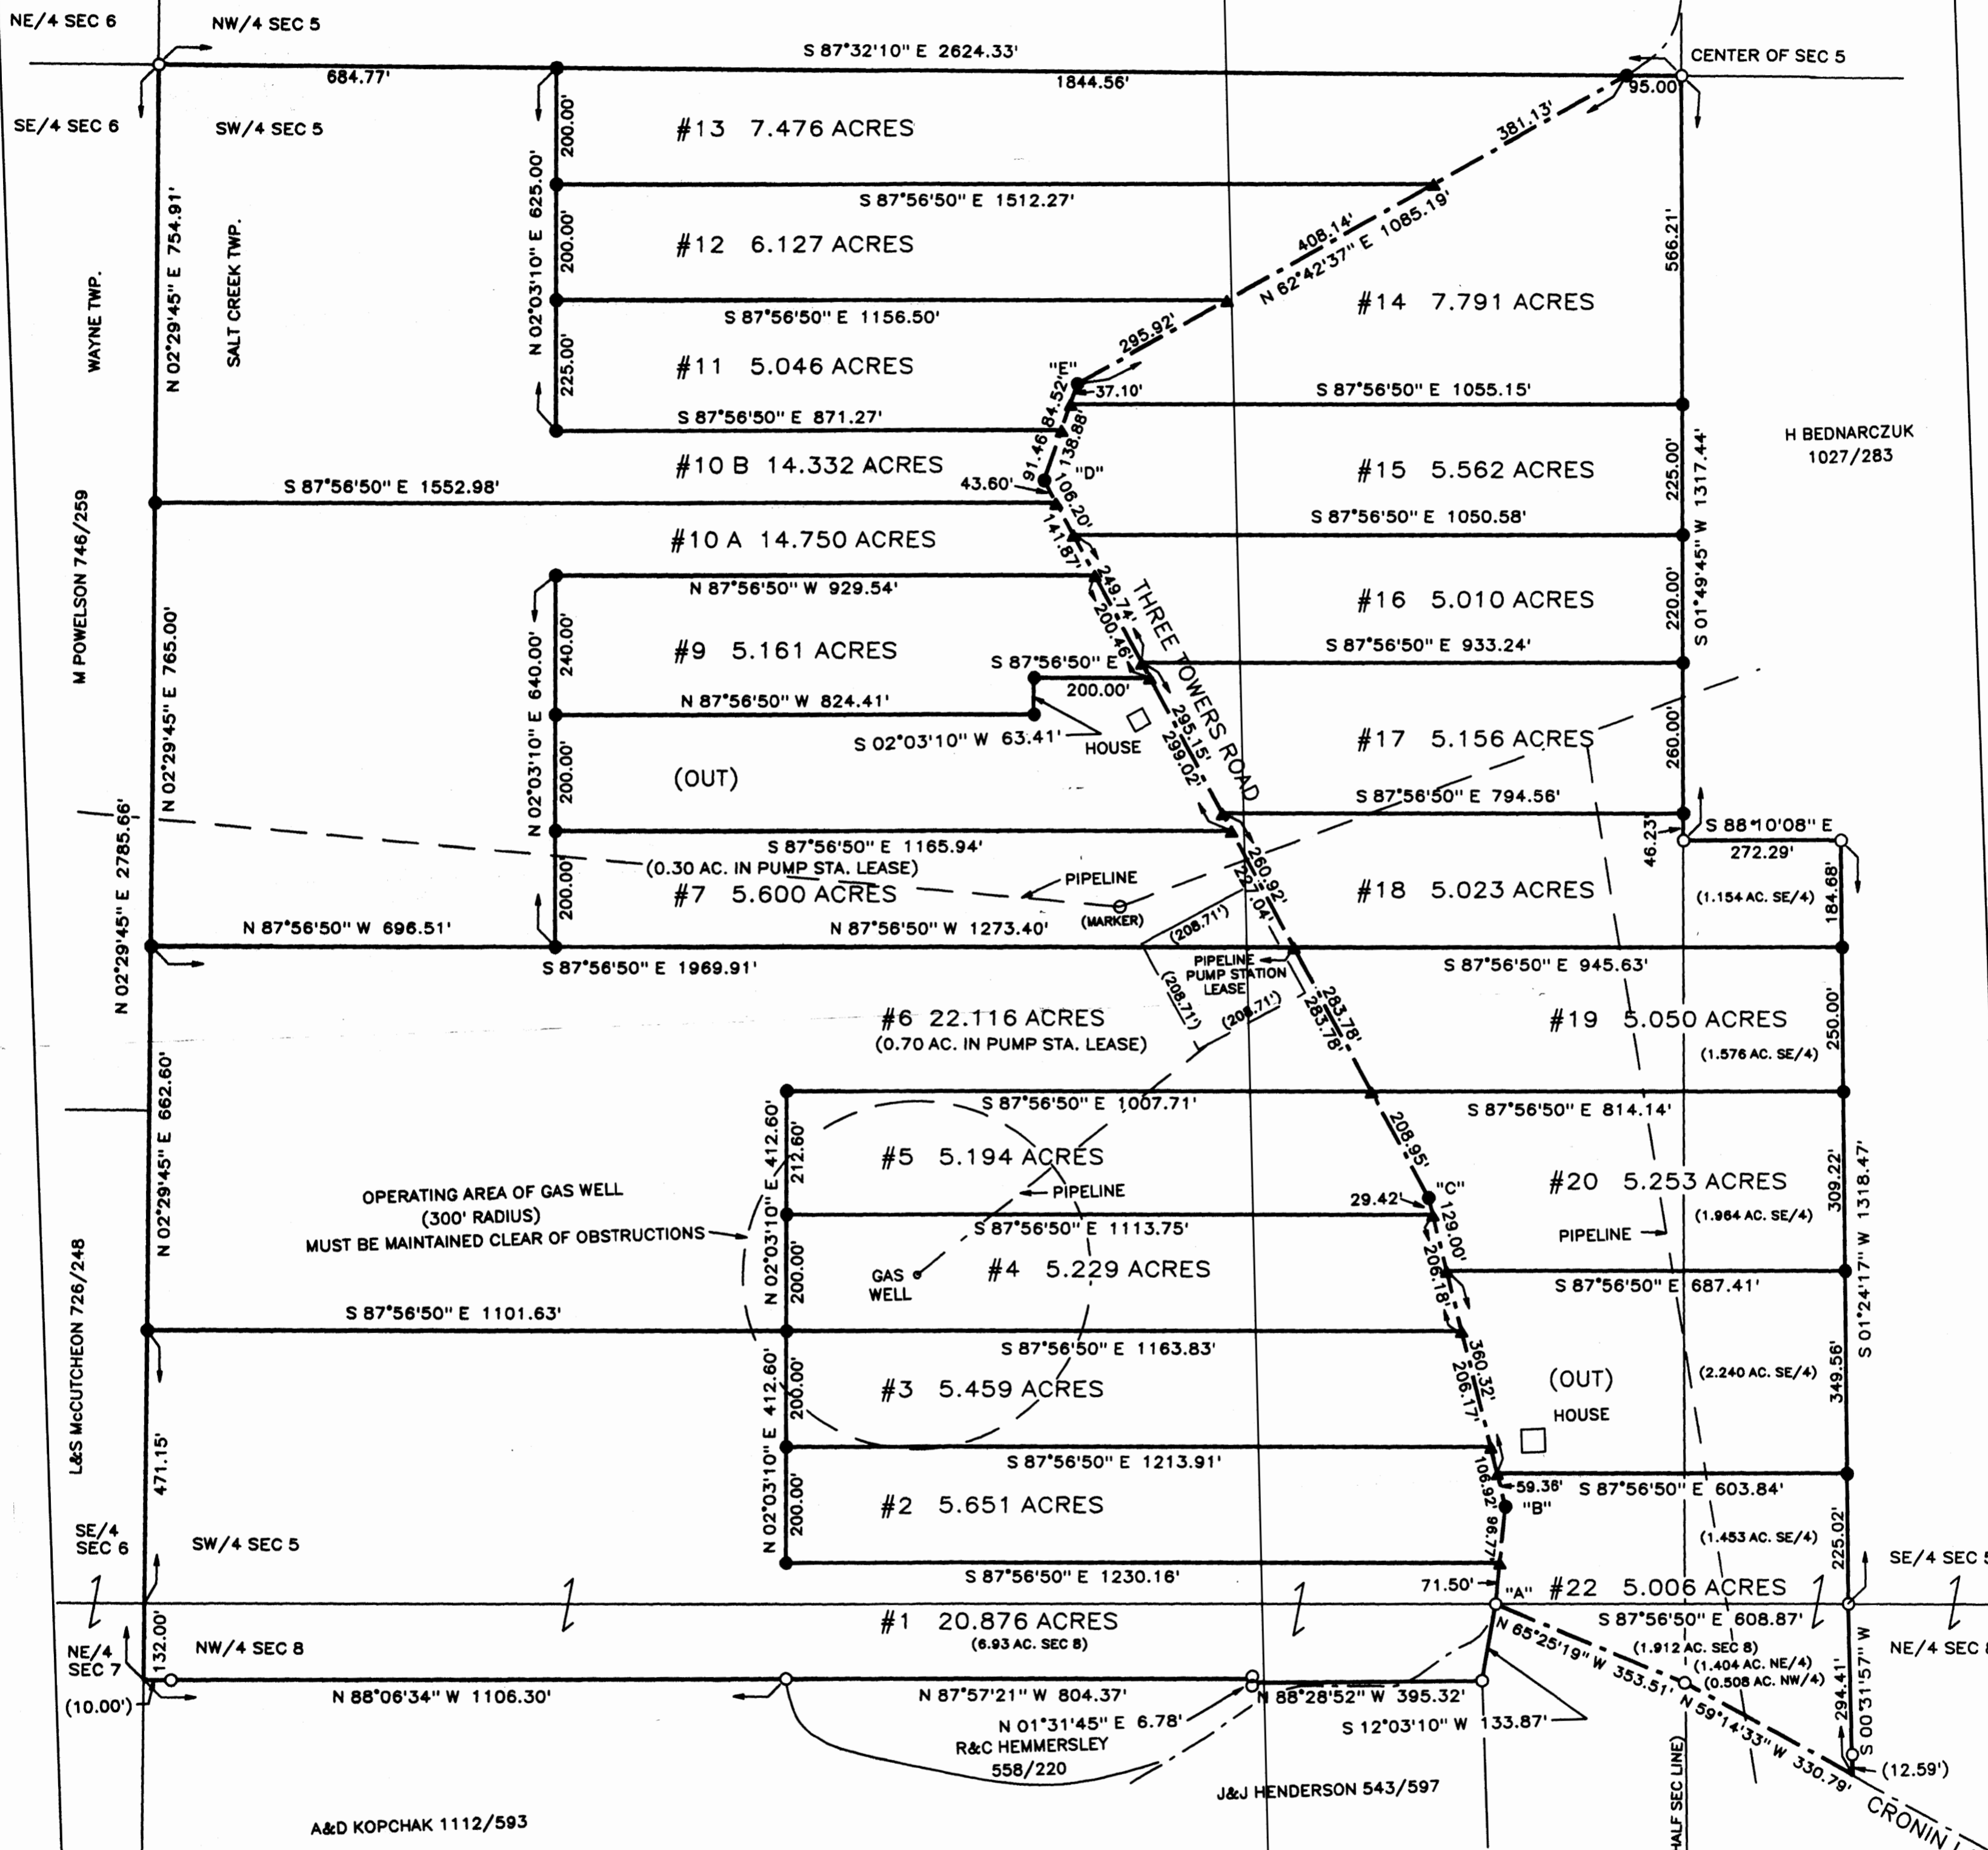 NE/4 SEC 6
NW/4 SEC 5
S 87°32'10" E 2624.33'
CENTER OF SEC 5
684.77'
1844.56'
95.00'
SE/4 SEC 6
SW/4 SEC 5
200.00'
#13 7.476 ACRES
381.13'
N 02°29'45" E 754.91'
SALT CREEK TWP.
WAYNE TWP.
N 02°03'10" E 625.00'
S 87°56'50" E 1512.27'
566.21'
200.00'
#12 6.127 ACRES
408.14'
N 62°42'37" E 1085.19'
#14 7.791 ACRES
S 87°56'50" E 1156.50'
295.92'
225.00'
#11 5.046 ACRES
"E"
84.52'
37.10'
S 87°56'50" E 1055.15'
S 87°56'50" E 871.27'
138.88'
91.46'
H BEDNARCZUK
1027/283
#10 B 14.332 ACRES
"D"
#15 5.562 ACRES
225.00'
S 01°49'45" W 1317.44'
S 87°56'50" E 1552.98'
43.60'
106.20'
S 87°56'50" E 1050.58'
M POWELSON 746/259
#10 A 14.750 ACRES
141.87'
N 87°56'50" W 929.54'
249.74'
THREE TOWERS ROAD
#16 5.010 ACRES
220.00'
N 02°29'45" E 765.00'
N 02°03'10" E 640.00'
240.00'
#9 5.161 ACRES
200.46'
S 87°56'50" E
200.00'
S 87°56'50" E 933.24'
N 87°56'50" W 824.41'
S 02°03'10" W 63.41'
HOUSE
295.15'
299.02'
#17 5.156 ACRES
260.00'
(OUT)
200.00'
S 87°56'50" E 794.56'
N 02°29'45" E 2785.66'
S 87°56'50" E 1165.94'
46.23'
S 88°10'08" E
272.29'
(0.30 AC. IN PUMP STA. LEASE)
200.00'
#7 5.600 ACRES
PIPELINE
(MARKER)
260.92'
227.04'
#18 5.023 ACRES
(1.154 AC. SE/4)
184.68'
N 87°56'50" W 696.51'
N 87°56'50" W 1273.40'
(208.71')
S 87°56'50" E 1969.91'
PIPELINE
PUMP STATION
LEASE
S 87°56'50" E 945.63'
(208.71')
(208.71')
#6 22.116 ACRES
(0.70 AC. IN PUMP STA. LEASE)
283.78'
283.78'
#19 5.050 ACRES
(1.576 AC. SE/4)
250.00'
N 02°29'45" E 662.60'
S 87°56'50" E 1007.71'
S 87°56'50" E 814.14'
N 02°03'10" E 412.60'
212.60'
#5 5.194 ACRES
208.95'
PIPELINE
"C"
29.42'
#20 5.253 ACRES
(1.964 AC. SE/4)
309.22'
S 01°24'17" W 1318.47'
OPERATING AREA OF GAS WELL
(300' RADIUS)
MUST BE MAINTAINED CLEAR OF OBSTRUCTIONS
S 87°56'50" E 1113.75'
129.00'
PIPELINE
L&S McCUTCHEON 726/248
200.00'
GAS
WELL
#4 5.229 ACRES
206.18'
S 87°56'50" E 687.41'
S 87°56'50" E 1101.63'
S 87°56'50" E 1163.83'
N 02°03'10" E 412.60'
200.00'
#3 5.459 ACRES
360.32'
206.17'
(OUT)
HOUSE
(2.240 AC. SE/4)
349.56'
471.15'
S 87°56'50" E 1213.91'
106.92'
59.36'
S 87°56'50" E 603.84'
200.00'
#2 5.651 ACRES
"B"
96.77'
(1.453 AC. SE/4)
225.02'
SE/4
SEC 6
SW/4 SEC 5
SE/4 SEC 5
S 87°56'50" E 1230.16'
71.50'
"A"
#22 5.006 ACRES
S 87°56'50" E 608.87'
#1 20.876 ACRES
(6.93 AC. SEC 8)
132.00'
NE/4
SEC 7
NW/4 SEC 8
NE/4 SEC 8
N 65°25'19" W 353.51'
(1.912 AC. SEC 8)
(1.404 AC. NE/4)
(0.508 AC. NW/4)
(10.00')
N 88°06'34" W 1106.30'
N 87°57'21" W 804.37'
N 88°28'52" W 395.32'
S 12°03'10" W 133.87'
N 01°31'45" E 6.78'
R&C HEMMERSLEY
558/220
N 59°14'33" W 330.79'
294.41'
S 00°31'57" W
(12.59')
J&J HENDERSON 543/597
A&D KOPCHAK 1112/593
HALF SEC LINE)
CRONIN